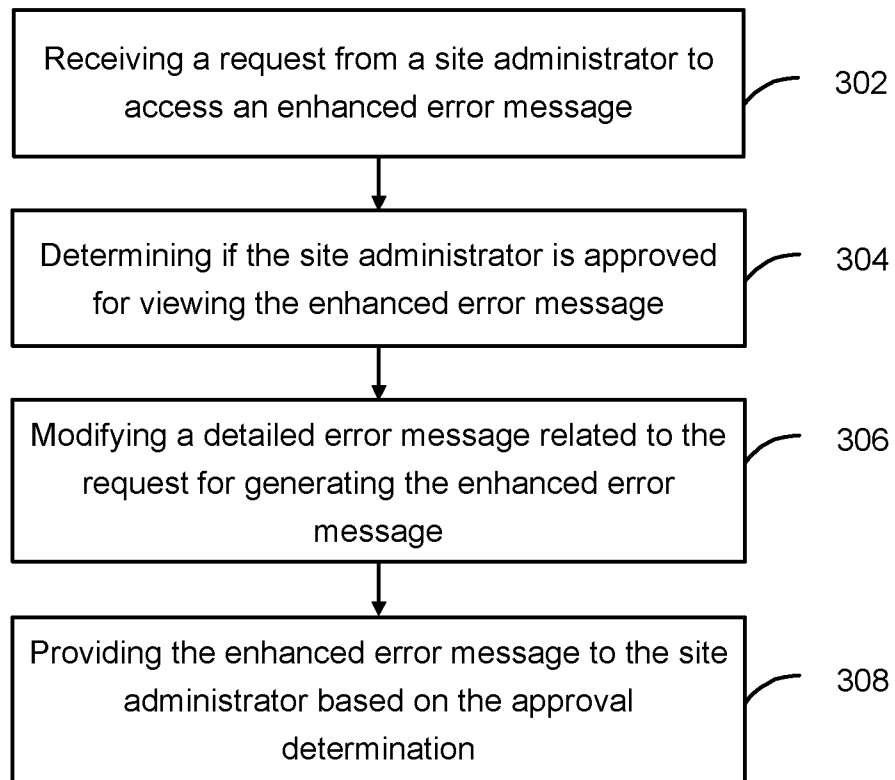 Receiving a request from a site administrator to
access an enhanced error message
302
Determining if the site administrator is approved
for viewing the enhanced error message
304
Modifying a detailed error message related to the
request for generating the enhanced error
message
306
Providing the enhanced error message to the site
administrator based on the approval
determination
308